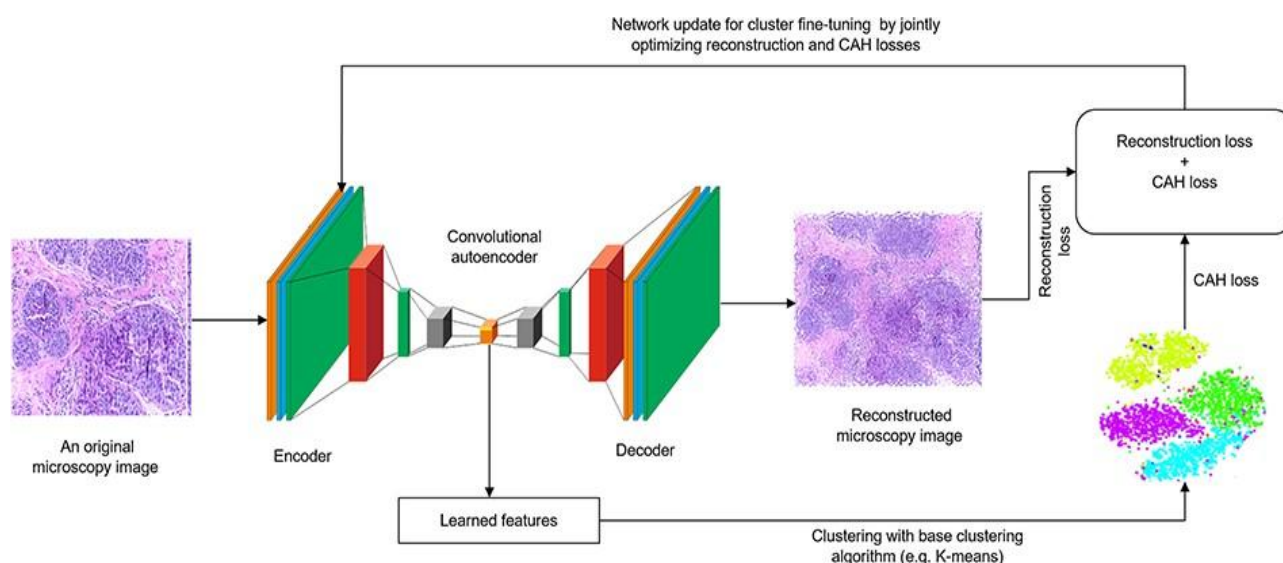 Network update for cluster fine-tuning by jointly
optimizing reconstruction and CAH losses
Reconstruction loss
+
CAH loss
Convolutional
autoencoder
Reconstruction
loss
CAH loss
An original
microscopy image
Encoder
Decoder
Reconstructed
microscopy image
Learned features
Clustering with base clustering
algorithm (e.g. K-means)